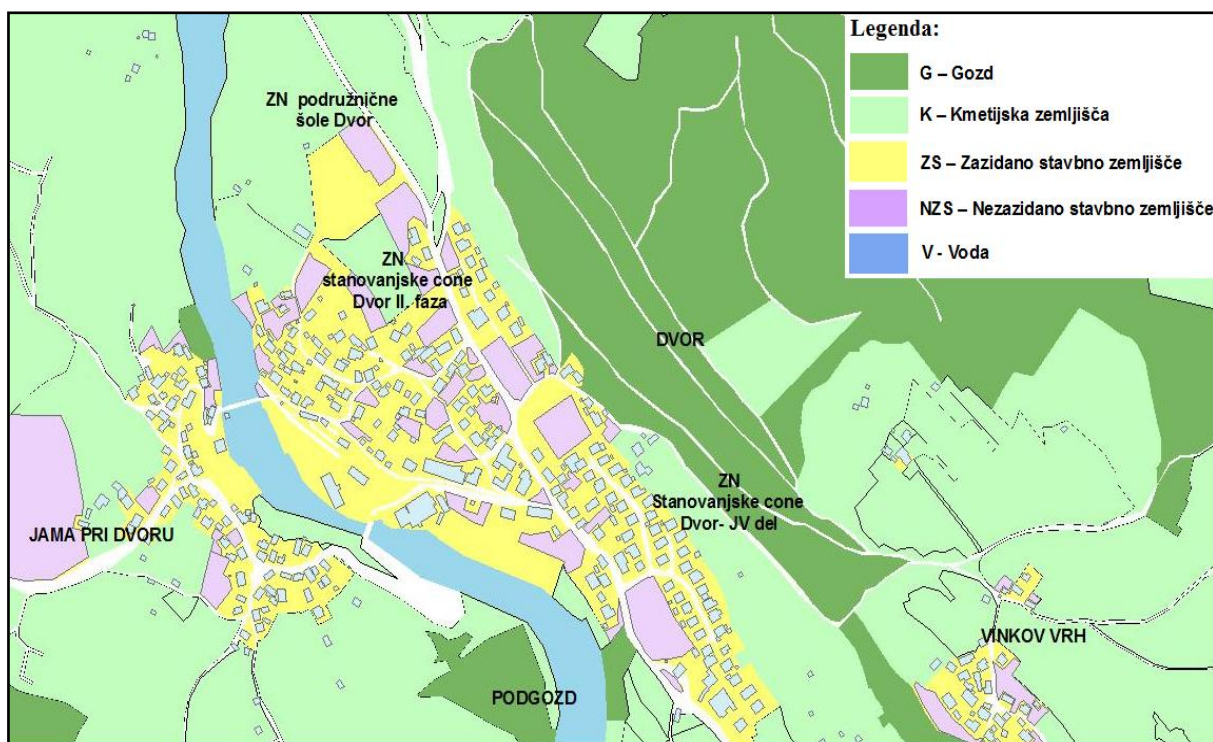 Legenda:
G – Gozd
K – Kmetijska zemljišča
ZS – Zazidano stavbno zemljišče
NZS – Nezazidano stavbno zemljišče
V - Voda
ZN podružnične
šole Dvor
ZN
stanovanjske cone
Dvor II. faza
DVOR
ZN
Stanovanjske cone
Dvor- JV del
JAMA PRI DVORU
VINKOV VRH
PODGOZD